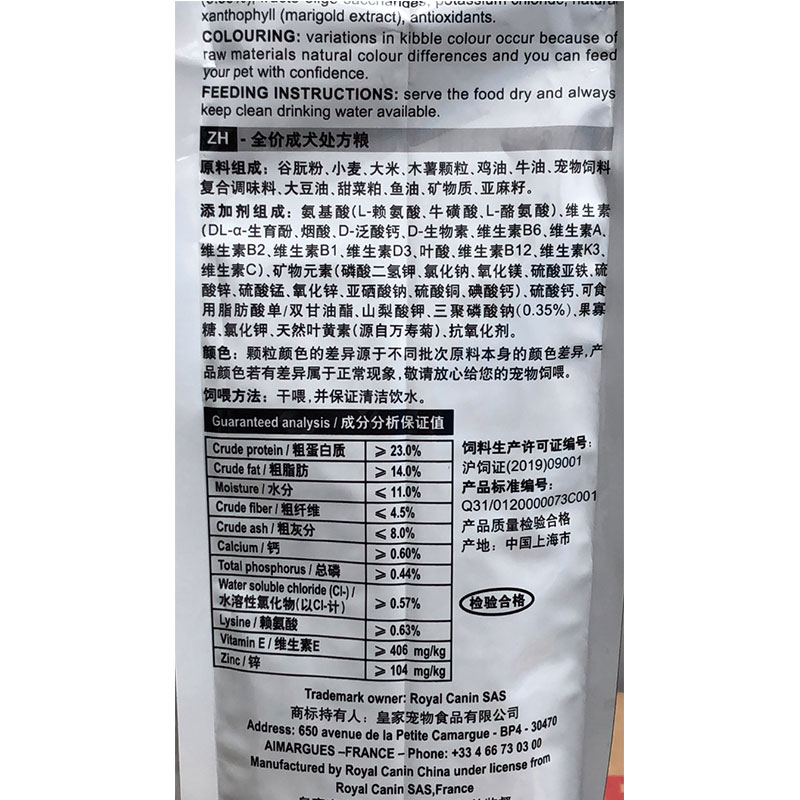 xanthophyll (marigold extract), antioxidants.
COLOURING: variations in kibble colour occur because of
raw materials natural colour differences and you can feed
your pet with confidence.
FEEDING INSTRUCTIONS: serve the food dry and always
keep clean drinking water available.
ZH - 全价成犬处方粮
原料组成：谷朊粉、小麦、大米、木薯颗粒、鸡油、牛油、宠物饲料
复合调味料、大豆油、甜菜粕、鱼油、矿物质、亚麻籽。
添加剂组成：氨基酸(L-赖氨酸、牛磺酸、L-酪氨酸)、维生素
(DL-α-生育酚、烟酸、D-泛酸钙、D-生物素、维生素B6、维生素A、
维生素B2、维生素B1、维生素D3、叶酸、维生素B12、维生素K3、
维生素C)、矿物元素(磷酸二氢钾、氯化钠、氧化镁、硫酸亚铁、硫
酸锌、硫酸锰、氧化锌、亚硒酸钠、硫酸铜、碘酸钙)、硫酸钙、可食
用脂肪酸单/双甘油酯、山梨酸钾、三聚磷酸钠(0.35%)、果寡
糖、氯化钾、天然叶黄素(源自万寿菊)、抗氧化剂。
颜色：颗粒颜色的差异源于不同批次原料本身的颜色差异,产
品颜色若有差异属于正常现象,敬请放心给您的宠物饲喂。
饲喂方法：干喂,并保证清洁饮水。
Guaranteed analysis / 成分分析保证值
Crude protein / 粗蛋白质 ≥ 23.0%
Crude fat / 粗脂肪 ≥ 14.0%
Moisture / 水分 ≤ 11.0%
Crude fiber / 粗纤维 ≤ 4.5%
Crude ash / 粗灰分 ≤ 8.0%
Calcium / 钙 ≥ 0.60%
Total phosphorus / 总磷 ≥ 0.44%
Water soluble chloride (Cl-) /
水溶性氯化物(以Cl-计) ≥ 0.57%
Lysine / 赖氨酸 ≥ 0.63%
Vitamin E / 维生素E ≥ 406 mg/kg
Zinc / 锌 ≥ 104 mg/kg
饲料生产许可证编号：
沪饲证(2019)09001
产品标准编号：
Q31/0120000073C001
产品质量检验合格
产地：中国上海市
检验合格
Trademark owner: Royal Canin SAS
商标持有人：皇家宠物食品有限公司
Address: 650 avenue de la Petite Camargue - BP4 - 30470
AIMARGUES –FRANCE – Phone: +33 4 66 73 03 00
Manufactured by Royal Canin China under license from
Royal Canin SAS,France